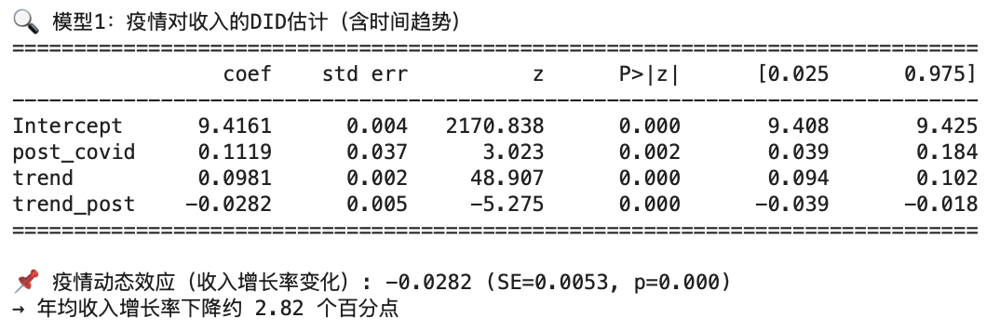 🔍 模型1: 疫情对收入的DID估计（含时间趋势）
==============================================================================
                 coef    std err          z      P>|z|      [0.025      0.975]
------------------------------------------------------------------------------
Intercept      9.4161      0.004   2170.838      0.000       9.408       9.425
post_covid     0.1119      0.037      3.023      0.002       0.039       0.184
trend          0.0981      0.002     48.907      0.000       0.094       0.102
trend_post    -0.0282      0.005     -5.275      0.000      -0.039      -0.018
==============================================================================
📌 疫情动态效应（收入增长率变化）: -0.0282 (SE=0.0053, p=0.000)
→ 年均收入增长率下降约 2.82 个百分点